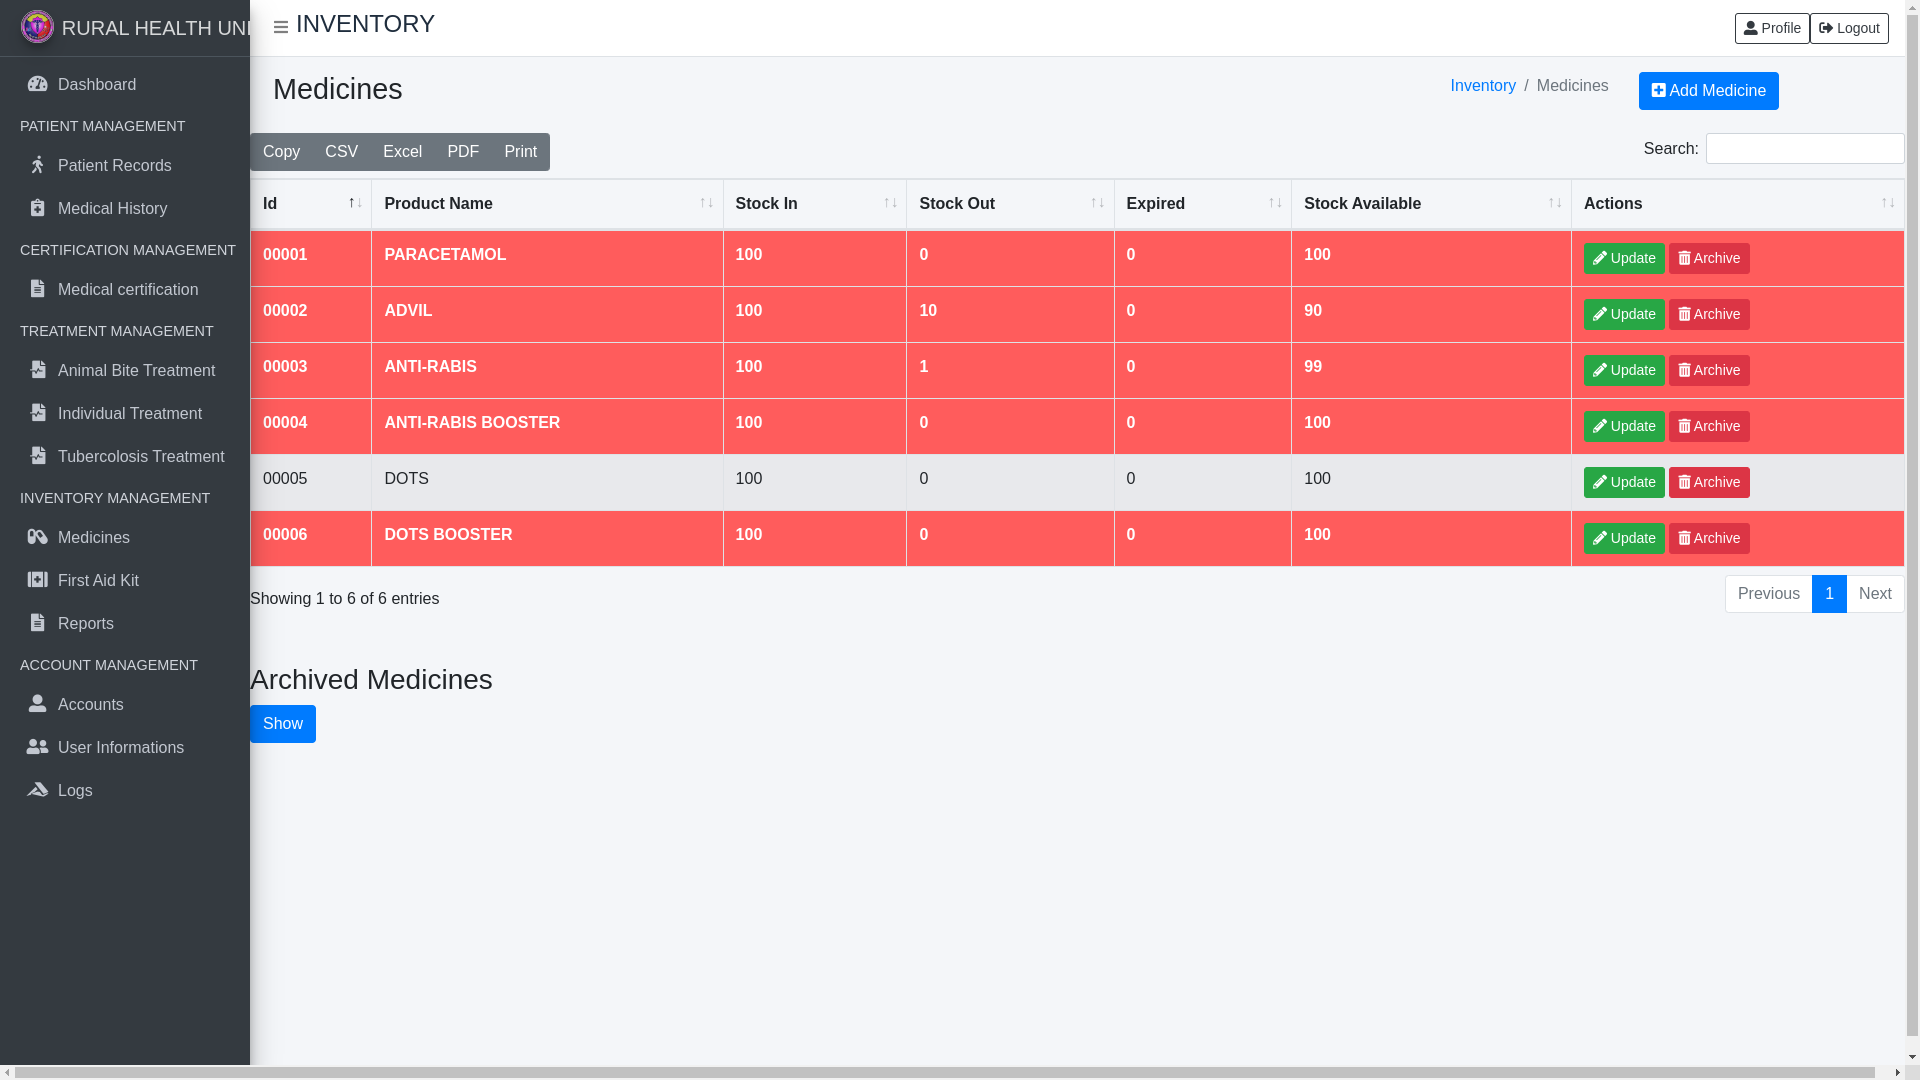 RURAL HEALTH UNI
INVENTORY
Profile
Logout
Dashboard
PATIENT MANAGEMENT
Patient Records
Medical History
CERTIFICATION MANAGEMENT
Medical certification
TREATMENT MANAGEMENT
Animal Bite Treatment
Individual Treatment
Tubercolosis Treatment
INVENTORY MANAGEMENT
Medicines
First Aid Kit
Reports
ACCOUNT MANAGEMENT
Accounts
User Informations
Logs
Medicines
Inventory / Medicines
Add Medicine
Copy CSV Excel PDF Print
Search:
Id Product Name Stock In Stock Out Expired Stock Available Actions
00001 PARACETAMOL 100 0 0 100 Update Archive
00002 ADVIL 100 10 0 90 Update Archive
00003 ANTI-RABIS 100 1 0 99 Update Archive
00004 ANTI-RABIS BOOSTER 100 0 0 100 Update Archive
00005 DOTS 100 0 0 100 Update Archive
00006 DOTS BOOSTER 100 0 0 100 Update Archive
Showing 1 to 6 of 6 entries
Previous 1 Next
Archived Medicines
Show